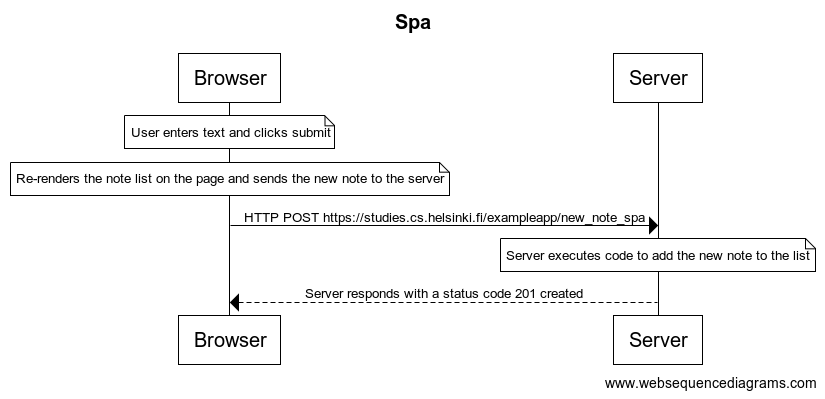 Spa
Browser Server
User enters text and clicks submit
Re-renders the note list on the page and sends the new note to the server
HTTP POST https://studies.cs.helsinki.fi/exampleapp/new_note_spa
Server executes code to add the new note to the list
Server responds with a status code 201 created
Browser Server
www.websequencediagrams.com